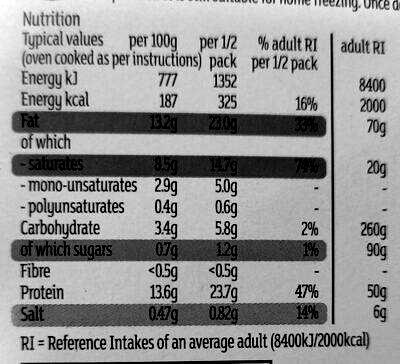 suitable for home freezing. Once d
Nutrition
Typical values per 100g per 1/2 % adult RI adult RI
(oven cooked as per instructions) pack per 1/2 pack
Energy kJ 777 1352 8400
Energy kcal 187 325 16% 2000
Fat 13.2g 23.0g 33% 70g
of which
- saturates 8.5g 14.7g 74% 20g
- mono-unsaturates 2.9g 5.0g - -
- polyunsaturates 0.4g 0.6g - -
Carbohydrate 3.4g 5.8g 2% 260g
of which sugars 0.7g 1.2g 1% 90g
Fibre <0.5g <0.5g - -
Protein 13.6g 23.7g 47% 50g
Salt 0.47g 0.82g 14% 6g
RI = Reference Intakes of an average adult (8400kJ/2000kcal)